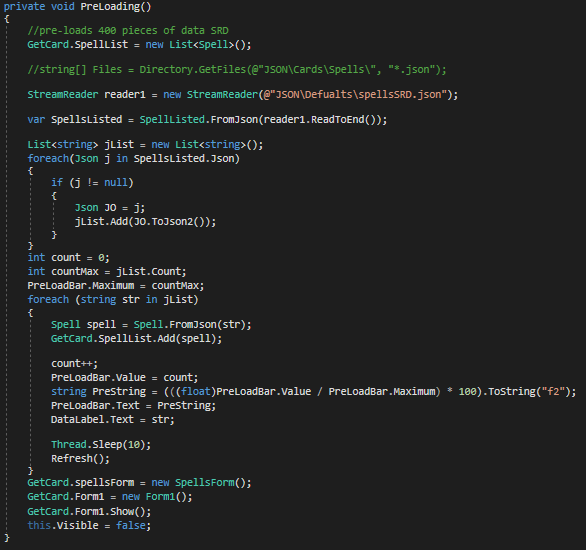 private void PreLoading()
{
//pre-loads 400 pieces of data SRD
GetCard.SpellList = new List<Spell>();
//string[] Files = Directory.GetFiles(@"JSON\Cards\Spells\", "*.json");
StreamReader reader1 = new StreamReader(@"JSON\Defualts\spellsSRD.json");
var SpellsListed = SpellListed.FromJson(reader1.ReadToEnd());
List<string> jList = new List<string>();
foreach(Json j in SpellsListed.Json)
{
if (j != null)
{
Json JO = j;
jList.Add(JO.ToJson2());
}
}
int count = 0;
int countMax = jList.Count;
PreLoadBar.Maximum = countMax;
foreach (string str in jList)
{
Spell spell = Spell.FromJson(str);
GetCard.SpellList.Add(spell);
count++;
PreLoadBar.Value = count;
string PreString = (((float)PreLoadBar.Value / PreLoadBar.Maximum) * 100).ToString("f2");
PreLoadBar.Text = PreString;
DataLabel.Text = str;
Thread.Sleep(10);
Refresh();
}
GetCard.spellsForm = new SpellsForm();
GetCard.Form1 = new Form1();
GetCard.Form1.Show();
this.Visible = false;
}